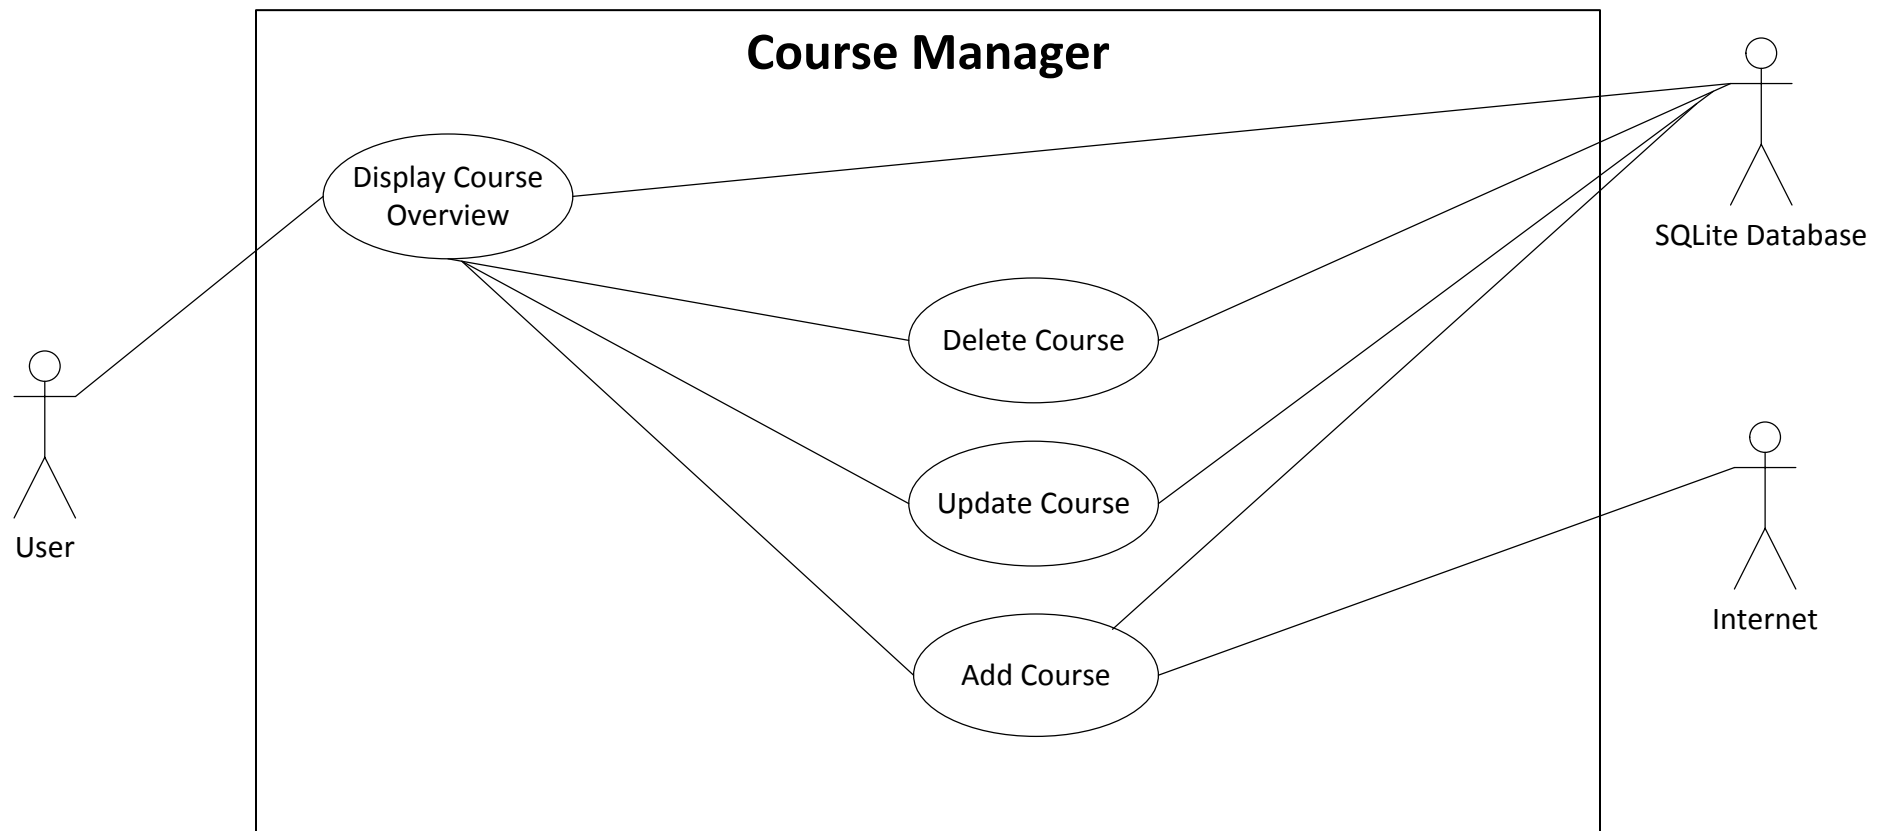 Course Manager
Display Course
Overview
SQLite Database
Delete Course
Update Course
User
Internet
Add Course